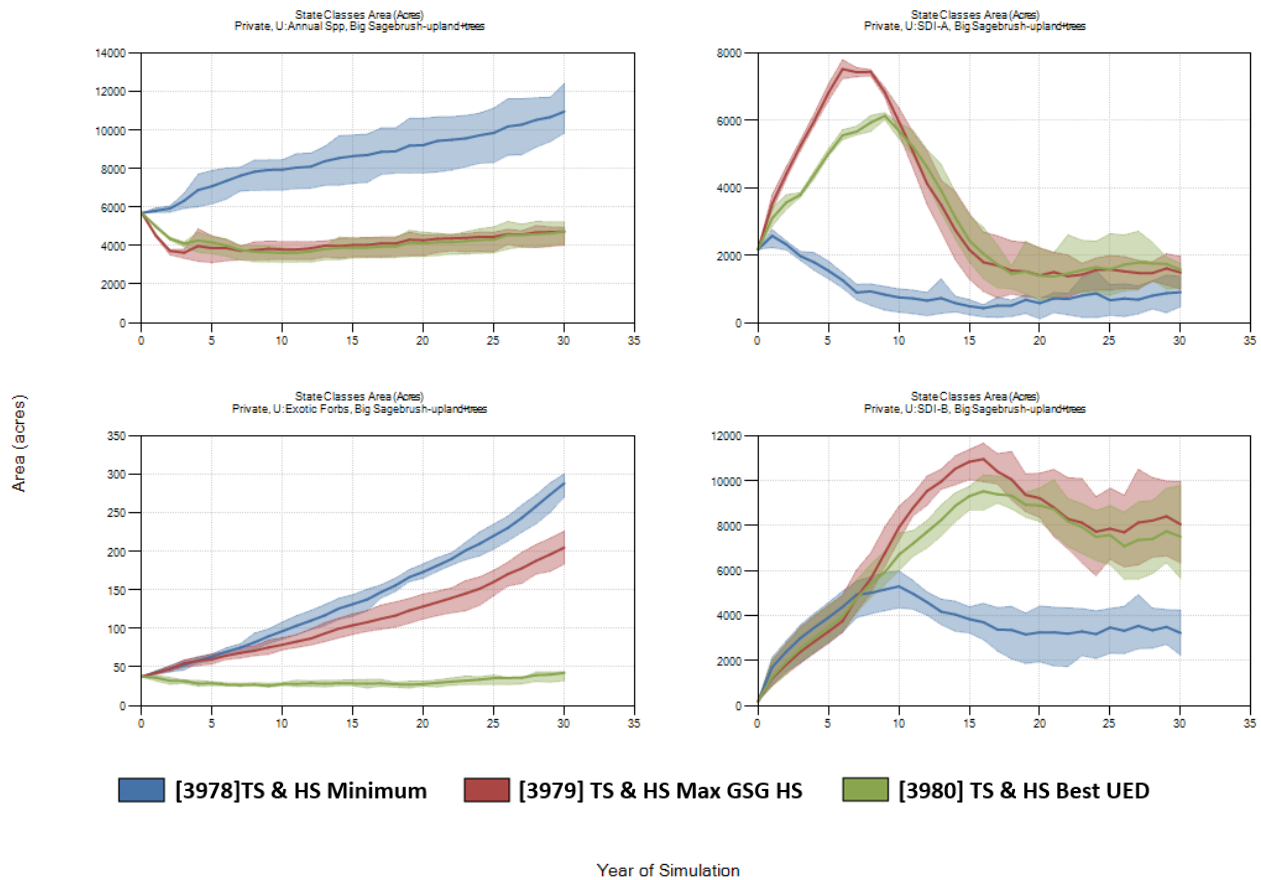 State Classes Area (Acres)
Private, U:Annual Spp, Big Sagebrush-upland+trees
14000
12000
10000
8000
6000
4000
2000
0
0 5 10 15 20 25 30 35
State Classes Area (Acres)
Private, U:SDI-A, Big Sagebrush-upland+trees
8000
6000
4000
2000
0
0 5 10 15 20 25 30 35
Area (acres)
State Classes Area (Acres)
Private, U:Exotic Forbs, Big Sagebrush-upland+trees
350
300
250
200
150
100
50
0
0 5 10 15 20 25 30 35
State Classes Area (Acres)
Private, U:SDI-B, Big Sagebrush-upland+trees
12000
10000
8000
6000
4000
2000
0
0 5 10 15 20 25 30 35
[3978]TS & HS Minimum [3979] TS & HS Max GSG HS [3980] TS & HS Best UED
Year of Simulation